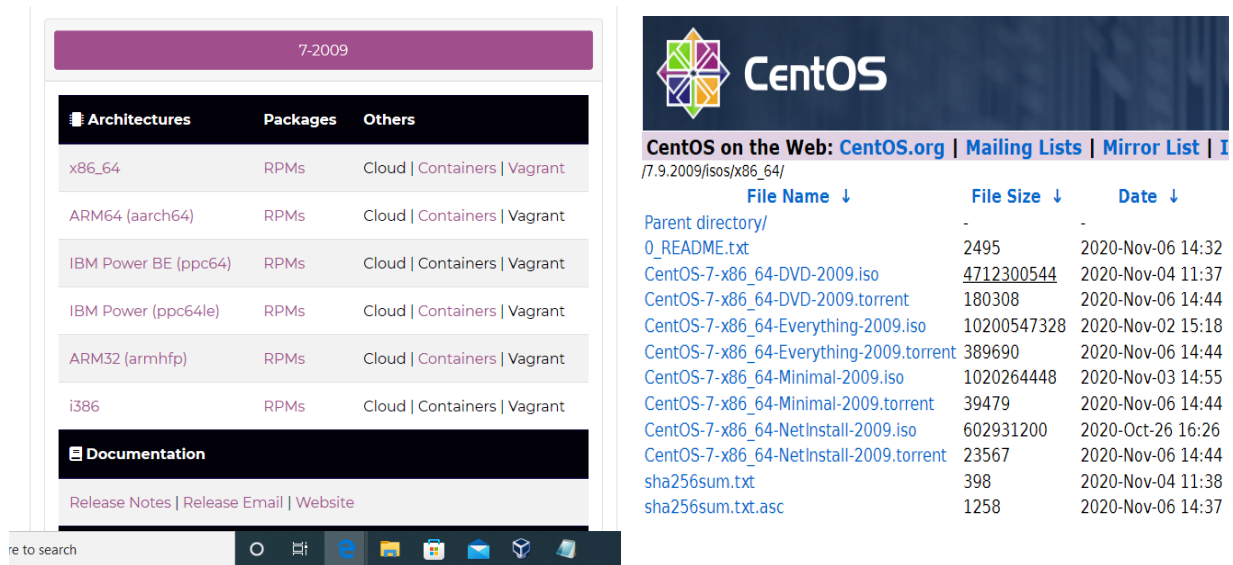 7-2009
Architectures Packages Others
x86_64 RPMs Cloud | Containers | Vagrant
ARM64 (aarch64) RPMs Cloud | Containers | Vagrant
IBM Power BE (ppc64) RPMs Cloud | Containers | Vagrant
IBM Power (ppc64le) RPMs Cloud | Containers | Vagrant
ARM32 (armhfp) RPMs Cloud | Containers | Vagrant
i386 RPMs Cloud | Containers | Vagrant
Documentation
Release Notes | Release Email | Website
re to search
CentOS
CentOS on the Web: CentOS.org | Mailing Lists | Mirror List | I
/7.9.2009/isos/x86_64/
File Name ↓ File Size ↓ Date ↓
Parent directory/ - -
0_README.txt 2495 2020-Nov-06 14:32
CentOS-7-x86_64-DVD-2009.iso 4712300544 2020-Nov-04 11:37
CentOS-7-x86_64-DVD-2009.torrent 180308 2020-Nov-06 14:44
CentOS-7-x86_64-Everything-2009.iso 10200547328 2020-Nov-02 15:18
CentOS-7-x86_64-Everything-2009.torrent 389690 2020-Nov-06 14:44
CentOS-7-x86_64-Minimal-2009.iso 1020264448 2020-Nov-03 14:55
CentOS-7-x86_64-Minimal-2009.torrent 39479 2020-Nov-06 14:44
CentOS-7-x86_64-NetInstall-2009.iso 602931200 2020-Oct-26 16:26
CentOS-7-x86_64-NetInstall-2009.torrent 23567 2020-Nov-06 14:44
sha256sum.txt 398 2020-Nov-04 11:38
sha256sum.txt.asc 1258 2020-Nov-06 14:37